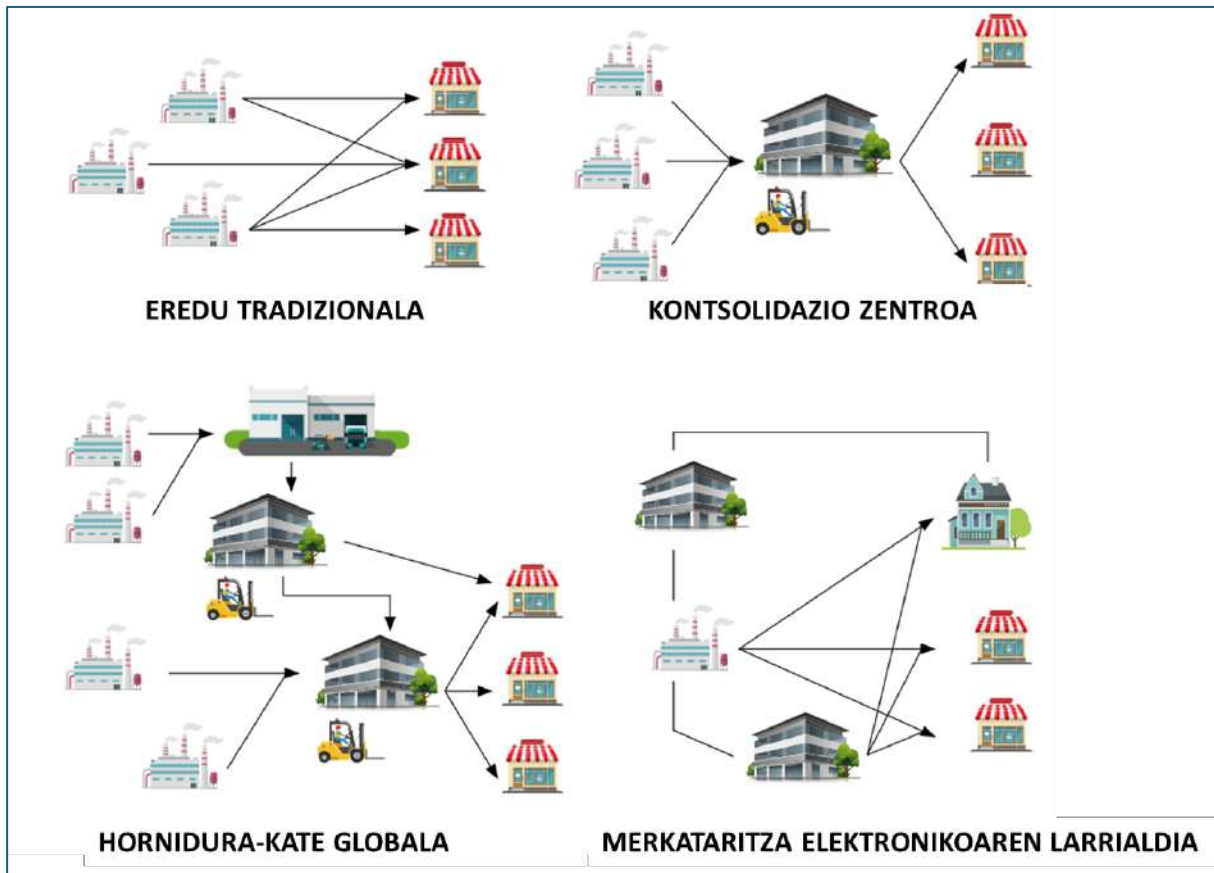 EREDU TRADIZIONALA
KONTSOLIDAZIO ZENTROA
HORNIDURA-KATE GLOBALA
MERKATARITZA ELEKTRONIKOAREN LARRIALDIA